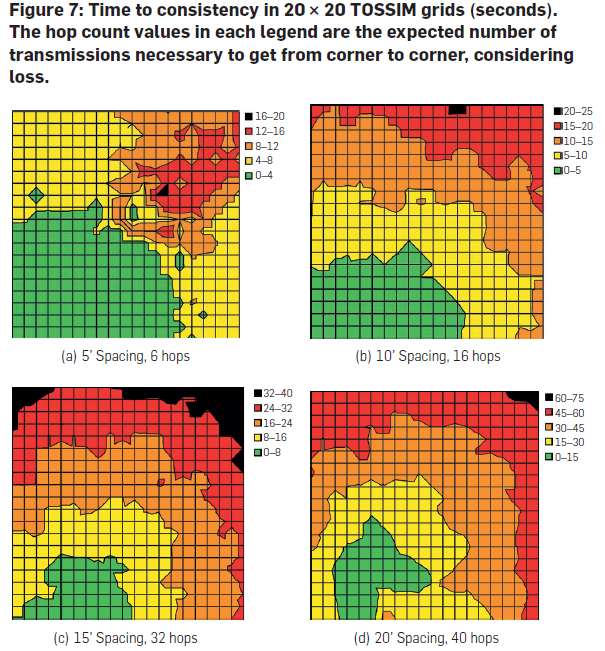 Figure 7: Time to consistency in 20 × 20 TOSSIM grids (seconds).
The hop count values in each legend are the expected number of
transmissions necessary to get from corner to corner, considering
loss.
16–20
12–16
8–12
4–8
0–4
(a) 5' Spacing, 6 hops
20–25
15–20
10–15
5–10
0–5
(b) 10' Spacing, 16 hops
32–40
24–32
16–24
8–16
0–8
(c) 15' Spacing, 32 hops
60–75
45–60
30–45
15–30
0–15
(d) 20' Spacing, 40 hops